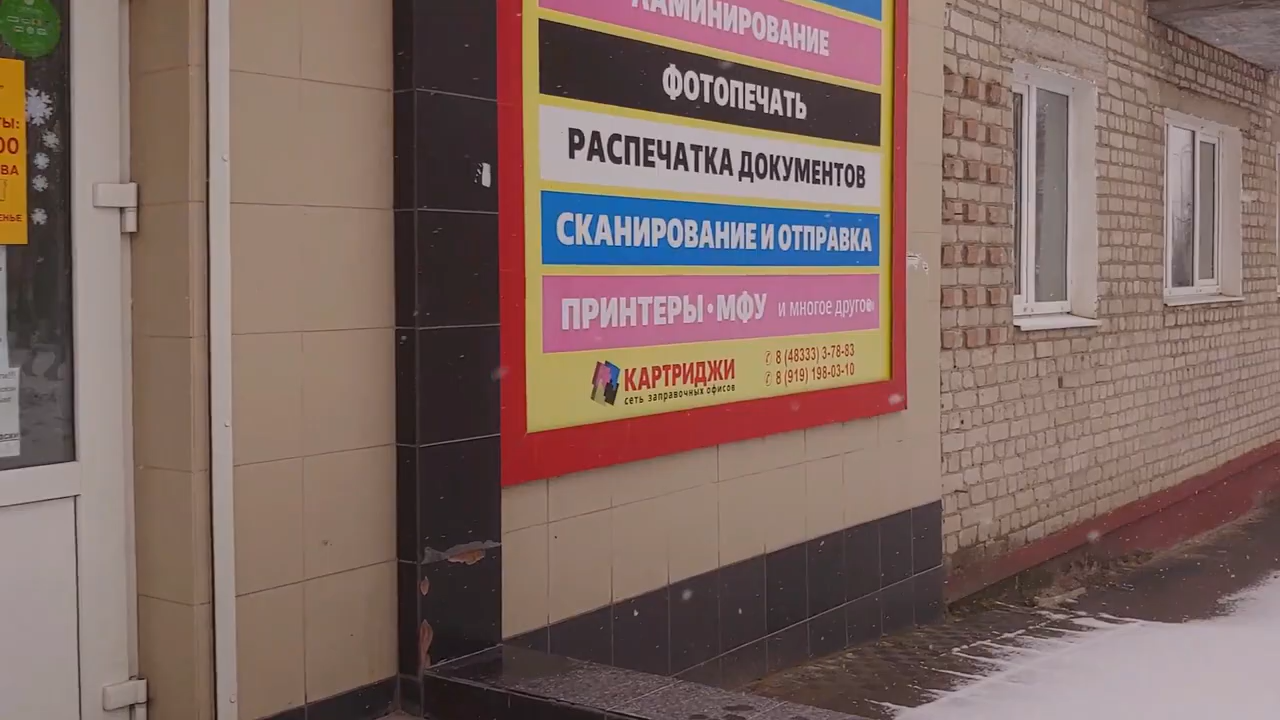 ЛАМИНИРОВАНИЕ
ФОТОПЕЧАТЬ
РАСПЕЧАТКА ДОКУМЕНТОВ
СКАНИРОВАНИЕ И ОТПРАВКА
ПРИНТЕРЫ • МФУ и многое другое
КАРТРИДЖИ
сеть заправочных офисов
✆ 8 (48333) 3-78-83
✆ 8 (919) 198-03-10